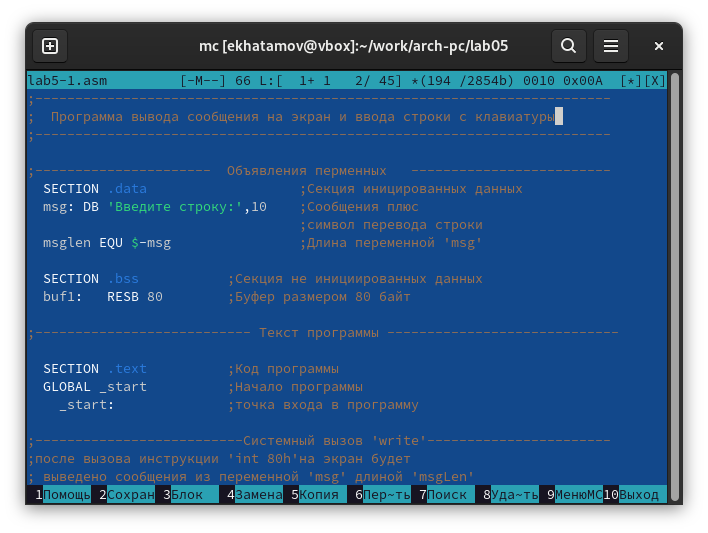 mc [ekhatamov@vbox]:~/work/arch-pc/lab05
lab5-1.asm         [-M--] 66 L:[  1+ 1   2/ 45] *(194 /2854b) 0010 0x00A  [*][X]
;------------------------------------------------------------------------
;  Программа вывода сообщения на экран и ввода строки с клавиатуры
;------------------------------------------------------------------------
;----------------------  Объявления перменных   -------------------------
  SECTION .data                   ;Секция иницированных данных
  msg: DB 'Введите строку:',10    ;Сообщения плюс
                                  ;символ перевода строки
  msglen EQU $-msg                ;Длина переменной 'msg'
  SECTION .bss           ;Секция не инициированных данных
  buf1:   RESB 80        ;Буфер размером 80 байт
;--------------------------- Текст программы -----------------------------
  SECTION .text          ;Код программы
  GLOBAL _start          ;Начало программы
    _start:              ;точка входа в программу
;--------------------------Системный вызов 'write'-----------------------
;после вызова инструкции 'int 80h'на экран будет
; выведено сообщения из переменной 'msg' длиной 'msgLen'
1Помощь 2Сохран 3Блок 4Замена 5Копия 6Пер~ть 7Поиск 8Уда~ть 9МенюМС 10Выход